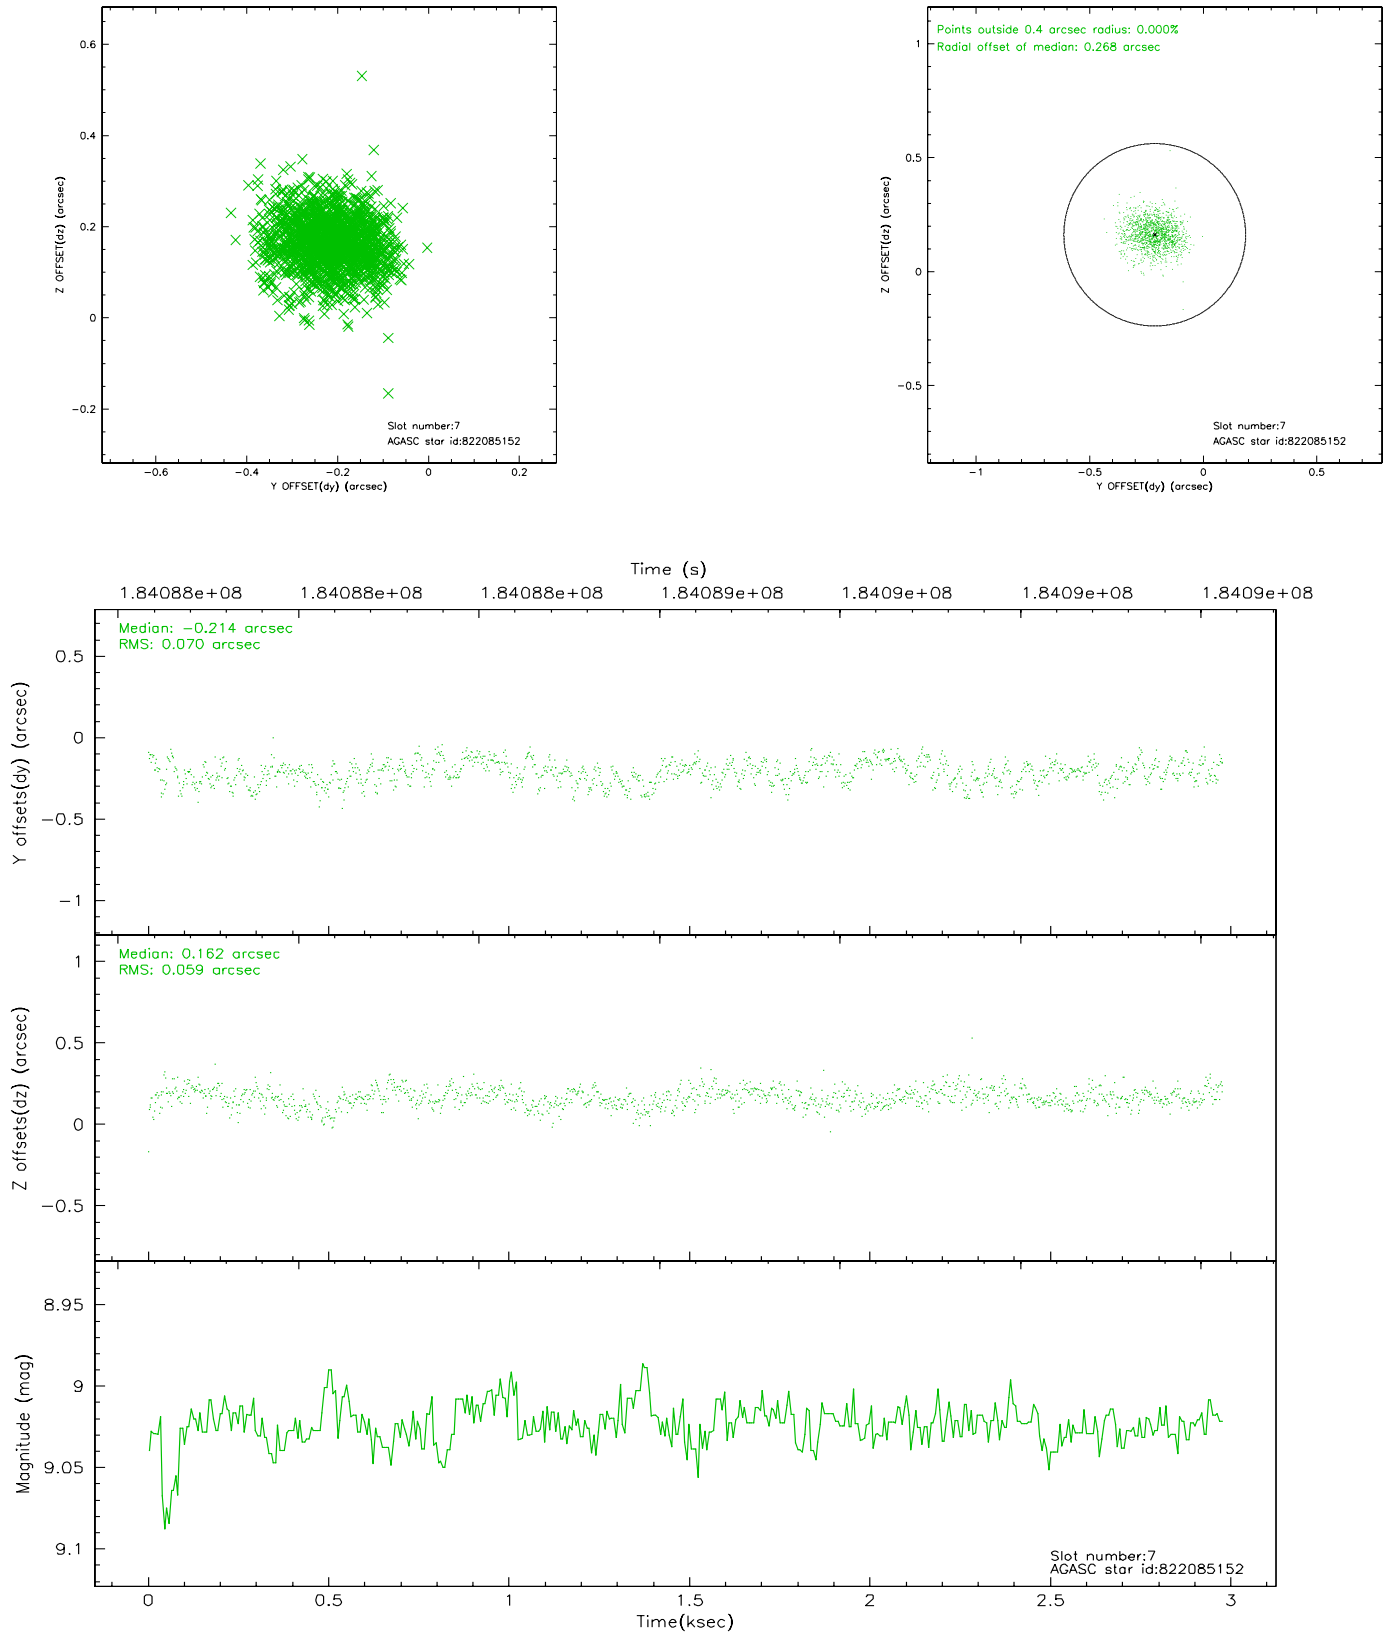 0.6
0.4
0.2
0
−0.2
Z OFFSET(dz) (arcsec)
Slot number:7
AGASC star id:822085152
−0.6 −0.4 −0.2 0 0.2
Y OFFSET(dy) (arcsec)
Points outside 0.4 arcsec radius: 0.000%
Radial offset of median: 0.268 arcsec
1
0.5
0
−0.5
Z OFFSET(dz) (arcsec)
Slot number:7
AGASC star id:822085152
−1 −0.5 0 0.5
Y OFFSET(dy) (arcsec)
Time (s)
1.84088e+08 1.84088e+08 1.84088e+08 1.84089e+08 1.8409e+08 1.8409e+08 1.8409e+08
Median: −0.214 arcsec
RMS: 0.070 arcsec
0.5
0
−0.5
−1
Y offsets(dy) (arcsec)
Median: 0.162 arcsec
RMS: 0.059 arcsec
1
0.5
0
−0.5
Z offsets(dz) (arcsec)
8.95
9
9.05
9.1
Magnitude (mag)
Slot number:7
AGASC star id:822085152
0 0.5 1 1.5 2 2.5 3
Time(ksec)